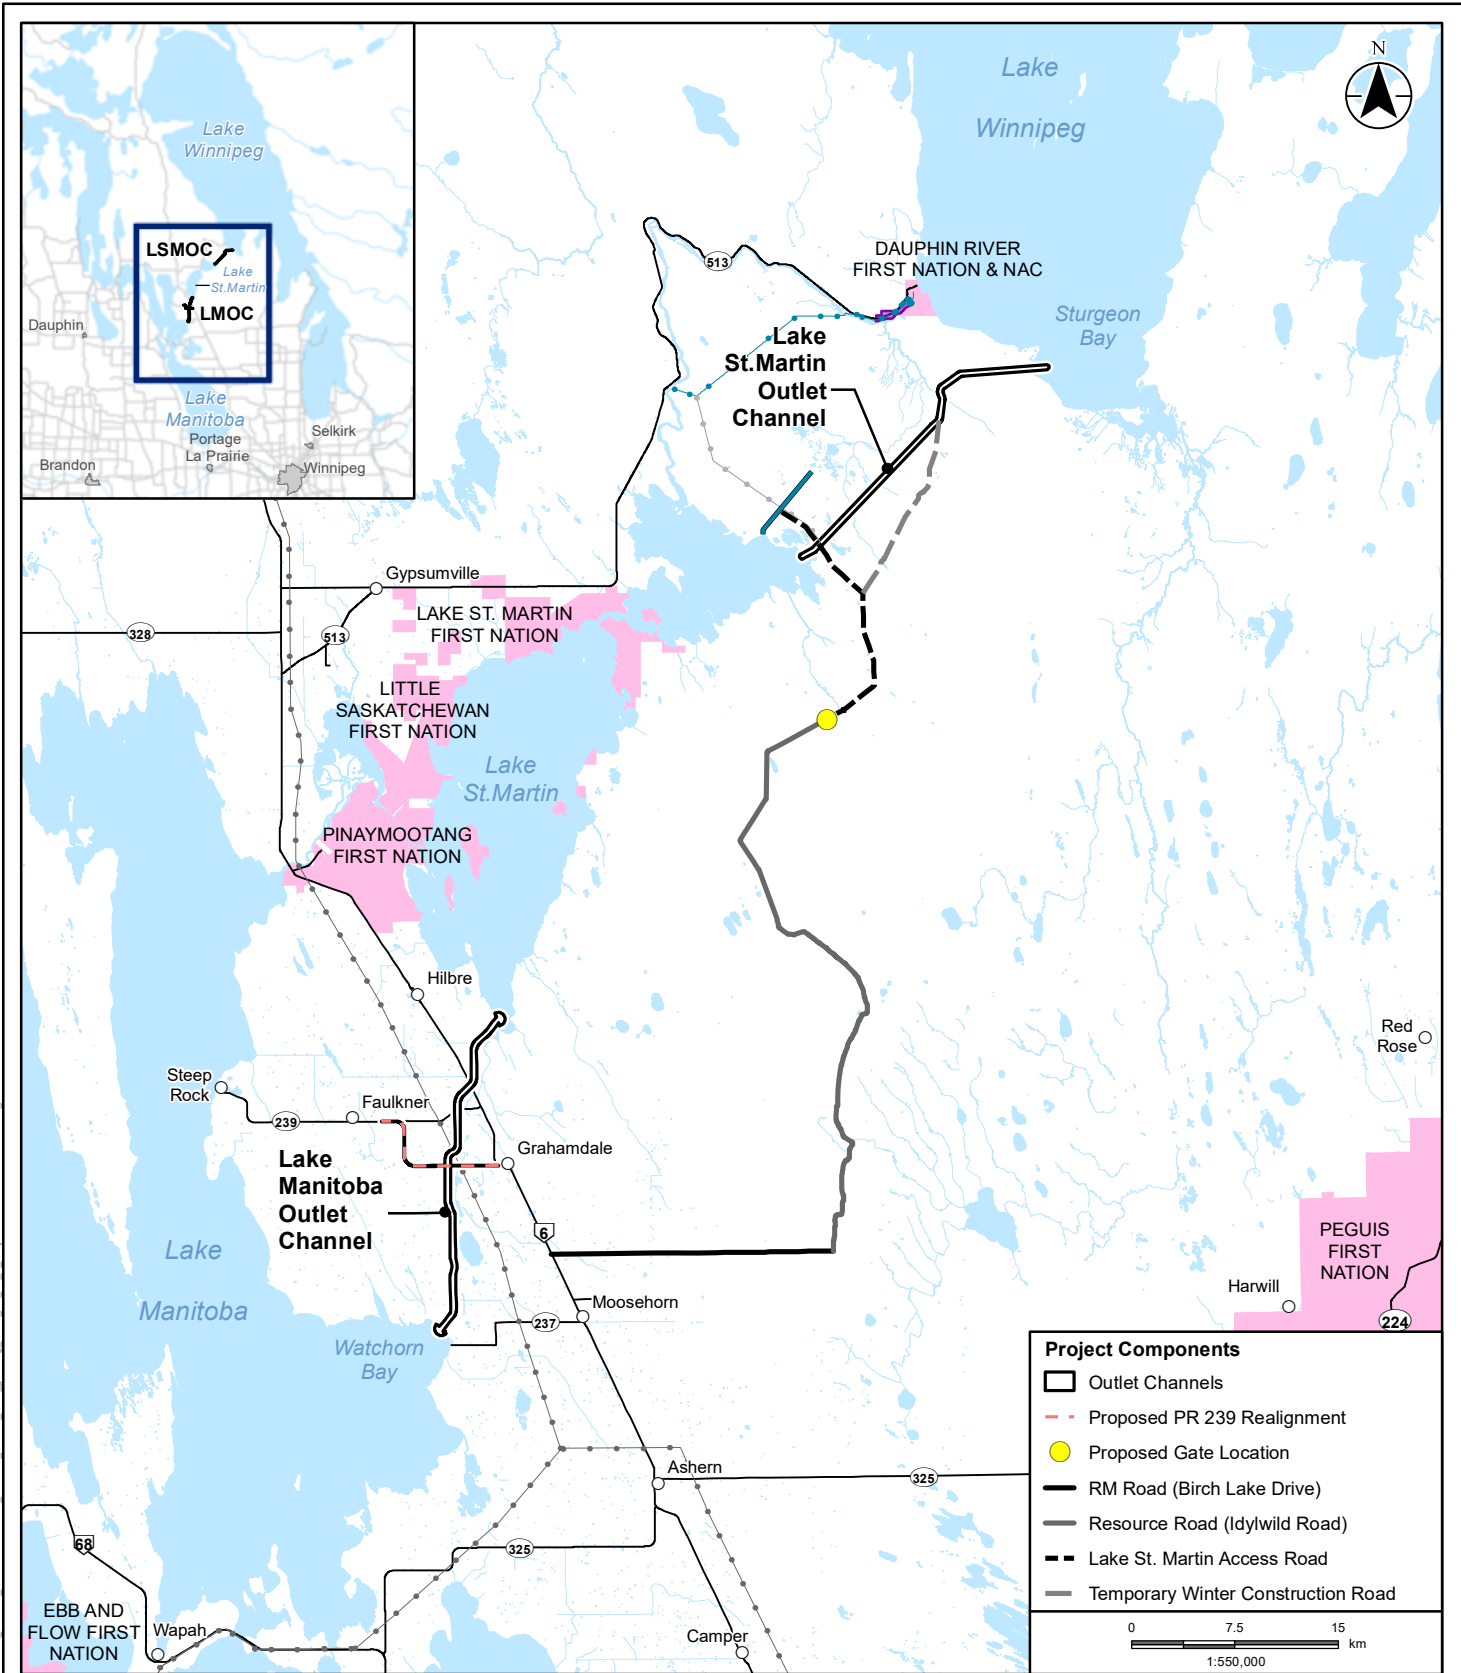 Lake
Winnipeg
LSMOC
Lake
St.Martin
LMOC
Dauphin
Lake
Manitoba
Portage
La Prairie
Selkirk
Brandon
Winnipeg
N
Lake
Winnipeg
513
DAUPHIN RIVER
FIRST NATION & NAC
Sturgeon
Bay
Lake
St.Martin
Outlet
Channel
Gypsumville
328
513
LAKE ST. MARTIN
FIRST NATION
LITTLE
SASKATCHEWAN
FIRST NATION
Lake
St.Martin
PINAYMOOTANG
FIRST NATION
Hilbre
Red
Rose
Steep
Rock
Faulkner
239
Grahamdale
Lake
Manitoba
Outlet
Channel
6
PEGUIS
FIRST
NATION
Lake
Manitoba
Harwill
Moosehorn
237
224
Watchorn
Bay
Ashern
325
68
325
EBB AND
FLOW FIRST
NATION
Wapah
Camper
Project Components
Outlet Channels
Proposed PR 239 Realignment
Proposed Gate Location
RM Road (Birch Lake Drive)
Resource Road (Idylwild Road)
Lake St. Martin Access Road
Temporary Winter Construction Road
0 7.5 15
km
1:550,000